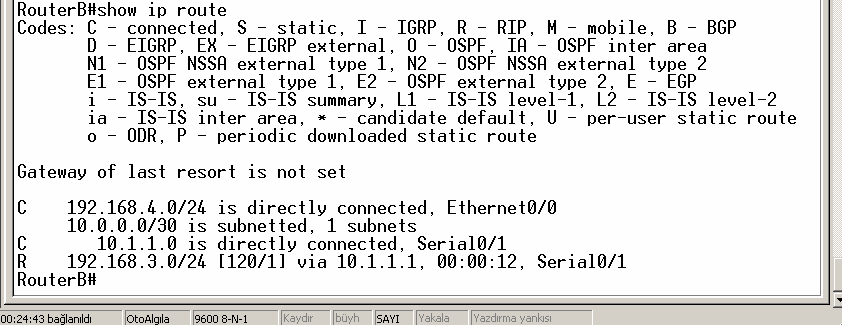 RouterB#show ip route
Codes: C - connected, S - static, I - IGRP, R - RIP, M - mobile, B - BGP
       D - EIGRP, EX - EIGRP external, O - OSPF, IA - OSPF inter area
       N1 - OSPF NSSA external type 1, N2 - OSPF NSSA external type 2
       E1 - OSPF external type 1, E2 - OSPF external type 2, E - EGP
       i - IS-IS, su - IS-IS summary, L1 - IS-IS level-1, L2 - IS-IS level-2
       ia - IS-IS inter area, * - candidate default, U - per-user static route
       o - ODR, P - periodic downloaded static route
Gateway of last resort is not set
C    192.168.4.0/24 is directly connected, Ethernet0/0
     10.0.0.0/30 is subnetted, 1 subnets
C       10.1.1.0 is directly connected, Serial0/1
R    192.168.3.0/24 [120/1] via 10.1.1.1, 00:00:12, Serial0/1
RouterB#
00:24:43 bağlanıldı OtoAlgıla 9600 8-N-1 Kaydır büyh SAYI Yakala Yazdırma yankısı